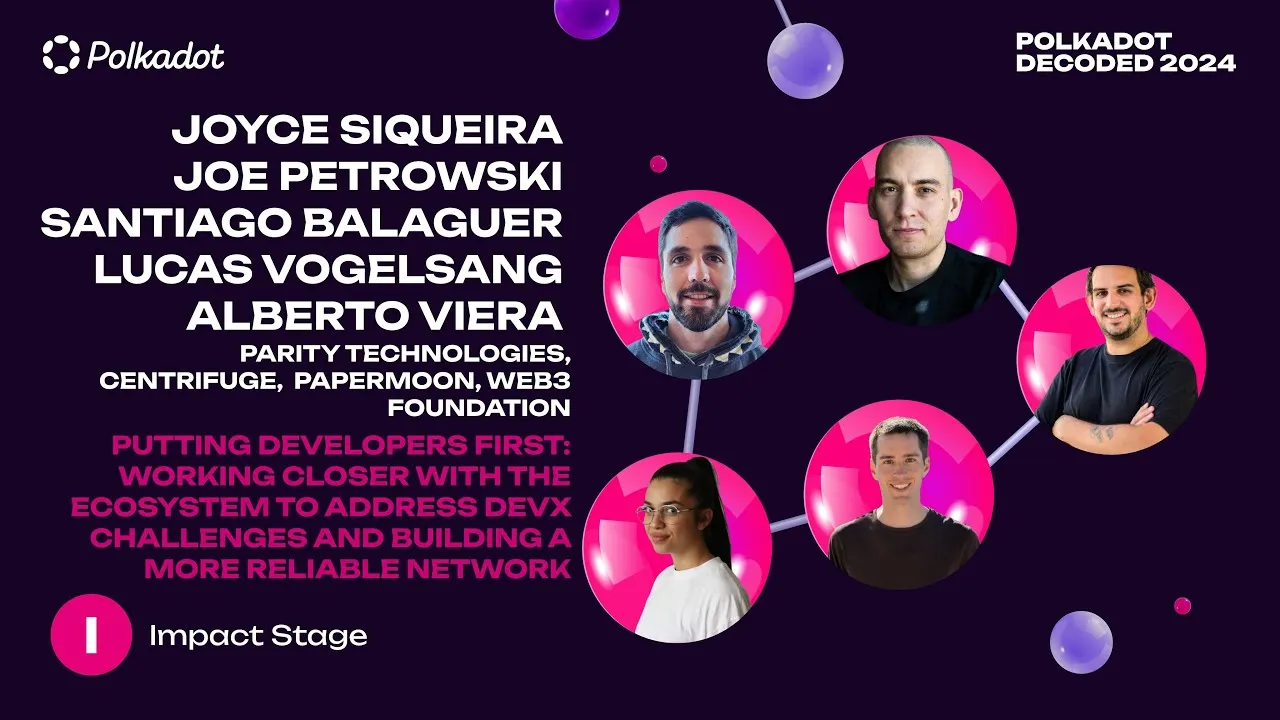 Polkadot
POLKADOT
DECODED 2024
JOYCE SIQUEIRA
JOE PETROWSKI
SANTIAGO BALAGUER
LUCAS VOGELSANG
ALBERTO VIERA
PARITY TECHNOLOGIES,
CENTRIFUGE, PAPERMOON, WEB3
FOUNDATION
PUTTING DEVELOPERS FIRST:
WORKING CLOSER WITH THE
ECOSYSTEM TO ADDRESS DEVX
CHALLENGES AND BUILDING A
MORE RELIABLE NETWORK
I
Impact Stage